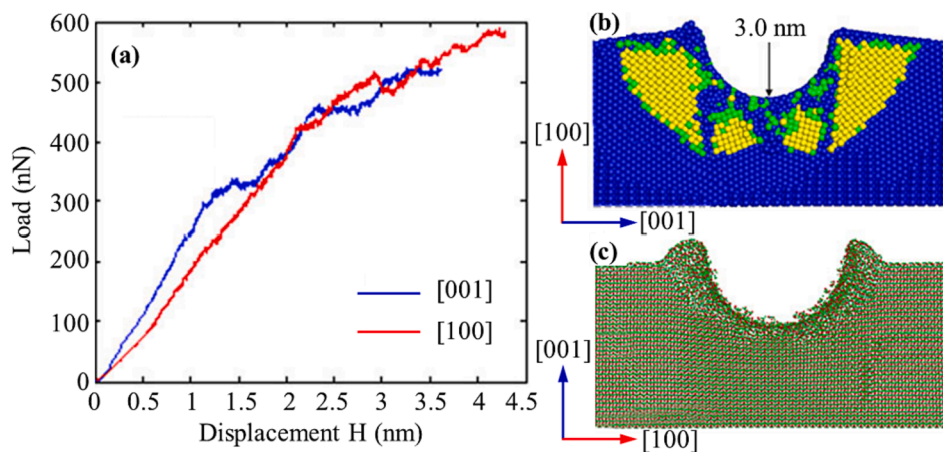 (a)
Load (nN)
600
500
400
300
200
100
0
0 0.5 1 1.5 2 2.5 3 3.5 4 4.5
Displacement H (nm)
[001]
[100]
(b)
3.0 nm
[100]
[001]
(c)
[001]
[100]